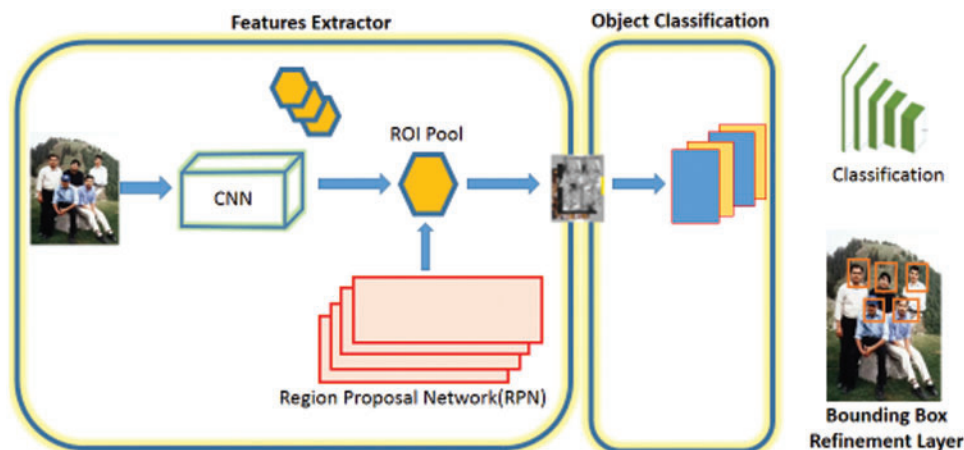 Features Extractor
Object Classification
ROI Pool
CNN
Classification
Region Proposal Network(RPN)
Bounding Box
Refinement Layer